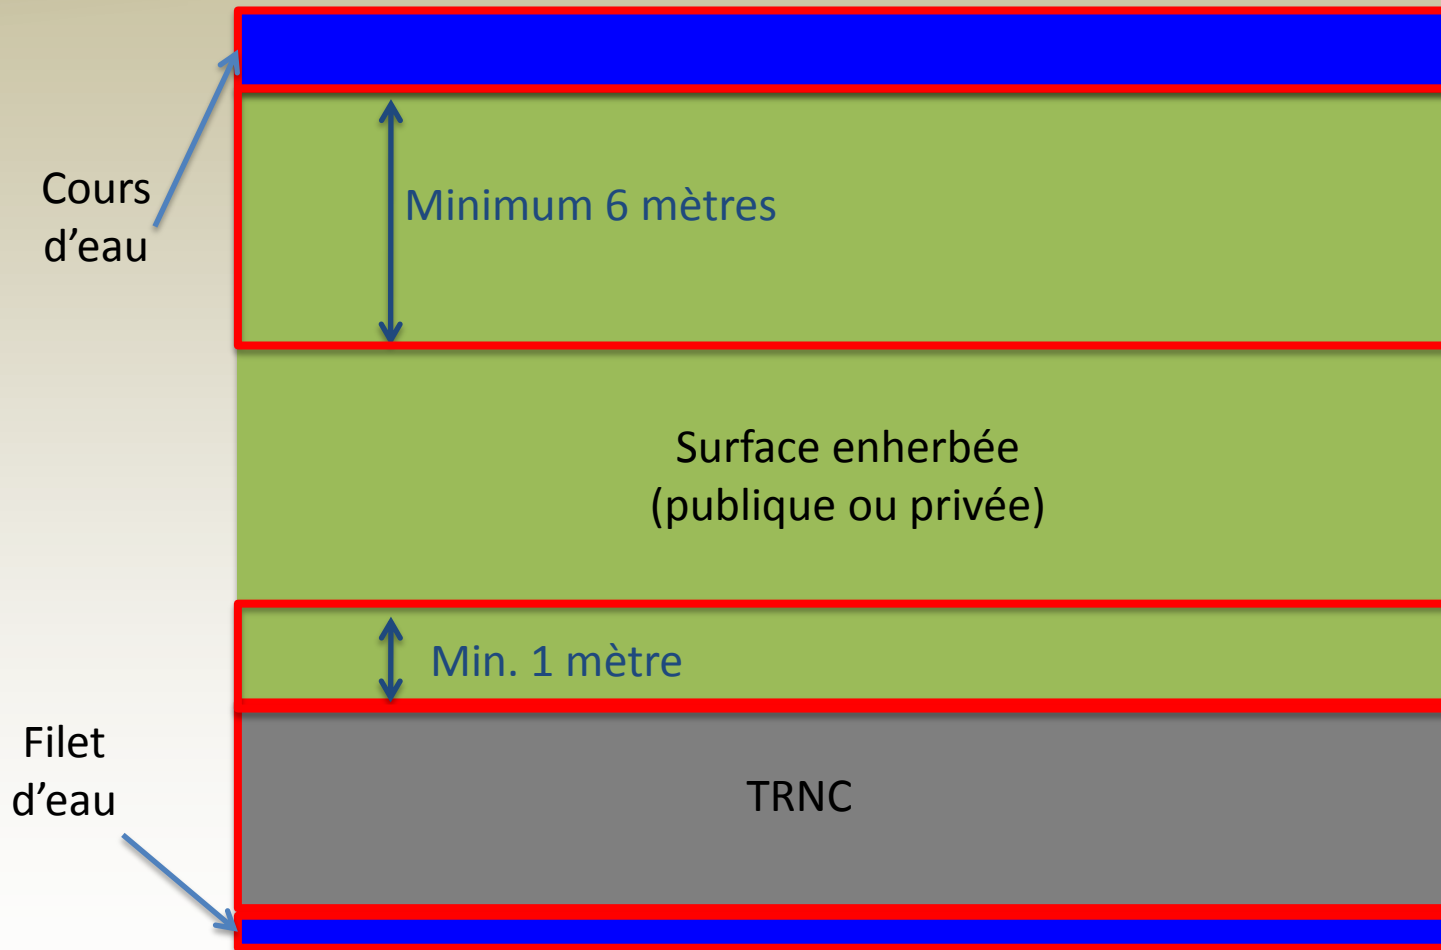 Cours
d’eau
Minimum 6 mètres
Surface enherbée
(publique ou privée)
Min. 1 mètre
Filet
d’eau
TRNC